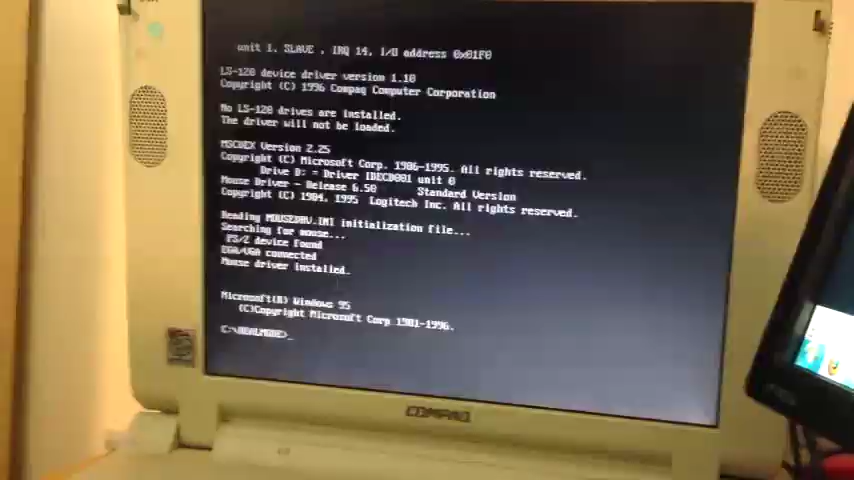 unit 1. SLAVE , IRQ 14, I/O address 0x01F0
LS-120 device driver version 1.10
Copyright (C) 1996 Compaq Computer Corporation
No LS-120 drives are installed.
The driver will not be loaded.
MSCDEX Version 2.25
Copyright (C) Microsoft Corp. 1986-1995. All rights reserved.
Drive D: = Driver IDECD001 unit 0
Mouse Driver - Release 6.50 Standard Version
Copyright (C) 1984, 1995 Logitech Inc. All rights reserved.
Reading MOUSEDRV.INI initialization file...
Searching for mouse...
PS/2 device found
EGA/VGA connected
Mouse driver installed.
Microsoft(R) Windows 95
(C)Copyright Microsoft Corp 1981-1996.
C:\REALMODE>_
COMPAQ